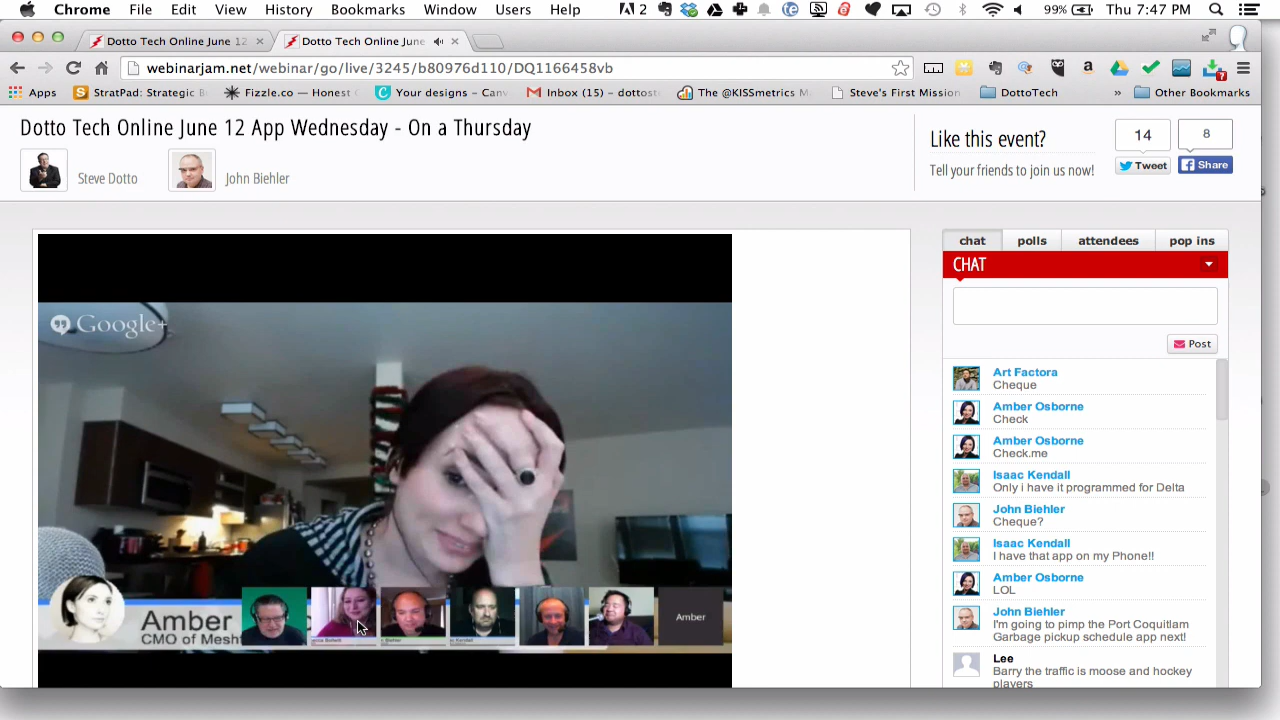 Chrome File Edit View History Bookmarks Window Users Help 2 99% Thu 7:47 PM
Dotto Tech Online June 12 Dotto Tech Online June
webinarjam.net/webinar/go/live/3245/b80976d110/DQ1166458vb
Apps StratPad: Strategic Fizzle.co — Honest Your designs - Can Inbox (15) - dottost The @KISSmetrics M Steve's First Mission DottoTech » Other Bookmarks
7
Dotto Tech Online June 12 App Wednesday - On a Thursday
Steve Dotto John Biehler
Like this event?
Tell your friends to join us now!
14 8
Tweet Share
Google+
Amber
CMO of Mesh
Amber
chat polls attendees pop ins
CHAT
Post
Art Factora
Cheque
Amber Osborne
Check
Amber Osborne
Check.me
Isaac Kendall
Only i have it programmed for Delta
John Biehler
Cheque?
Isaac Kendall
I have that app on my Phone!!
Amber Osborne
LOL
John Biehler
I'm going to pimp the Port Coquitlam
Garbage pickup schedule app next!
Lee
Barry the traffic is moose and hockey
players